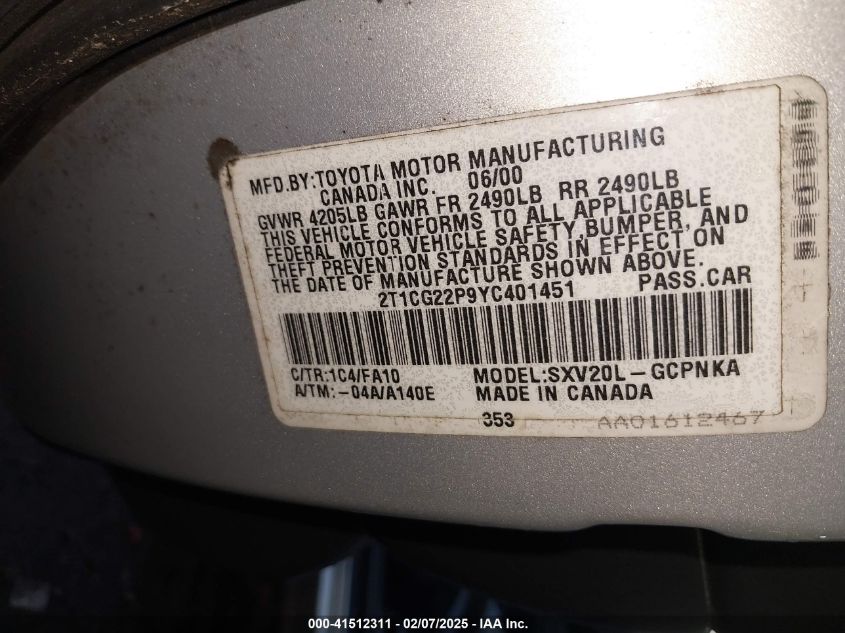 MFD.BY:TOYOTA MOTOR MANUFACTURING
CANADA INC. 06/00
GVWR 4205LB GAWR FR 2490LB RR 2490LB
THIS VEHICLE CONFORMS TO ALL APPLICABLE
FEDERAL MOTOR VEHICLE SAFETY,BUMPER, AND
THEFT PREVENTION STANDARDS IN EFFECT ON
THE DATE OF MANUFACTURE SHOWN ABOVE.
2T1CG22P9YC401451 PASS.CAR
C/TR:1C4/FA10 MODEL:SXV20L-GCPNKA
A/TM:-04A/A140E MADE IN CANADA
353 AA01612467
000-41512311 - 02/07/2025 - IAA Inc.